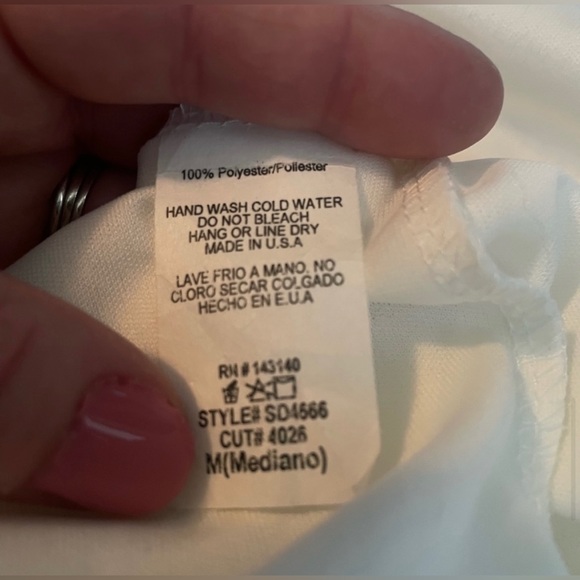 100% Polyester/Poliester
HAND WASH COLD WATER
DO NOT BLEACH
HANG OR LINE DRY
MADE IN U.S.A
LAVE FRIO A MANO, NO
CLORO SECAR COLGADO
HECHO EN E.U.A
RN # 143140
STYLE# SD4566
CUT# 4026
M(Mediano)